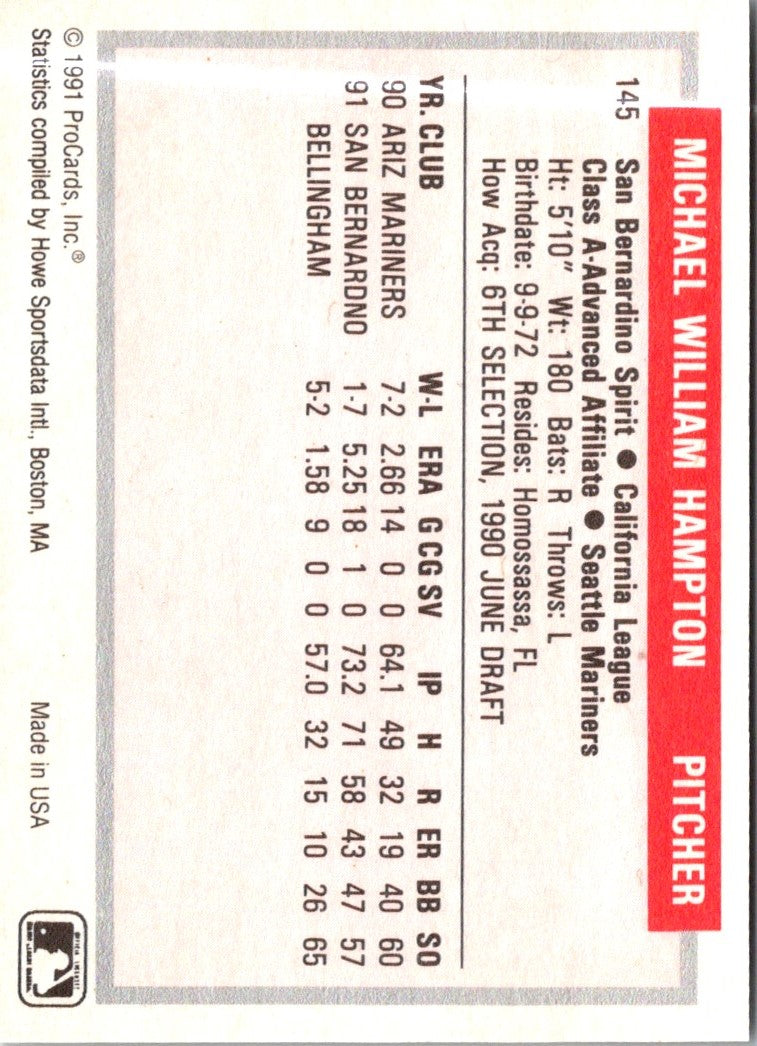 MICHAEL WILLIAM HAMPTON PITCHER
145 San Bernardino Spirit ● California League
Class A-Advanced Affiliate ● Seattle Mariners
Ht: 5'10" Wt: 180 Bats: R Throws: L
Birthdate: 9-9-72 Resides: Homossassa, FL
How Acq: 6TH SELECTION, 1990 JUNE DRAFT
YR. CLUB W-L ERA G CG SV IP H R ER BB SO
90 ARIZ MARINERS 7-2 2.66 14 0 0 64.1 49 32 19 40 60
91 SAN BERNARDNO 1-7 5.25 18 1 0 73.2 71 58 43 47 57
BELLINGHAM 5-2 1.58 9 0 0 57.0 32 15 10 26 65
© 1991 ProCards, Inc.®
Statistics compiled by Howe Sportsdata Intl., Boston, MA Made in USA